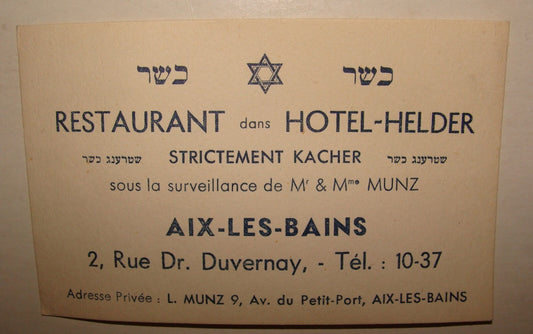 כשר ✡ כשר
RESTAURANT dans HOTEL-HELDER
שטרענג כשר STRICTEMENT KACHER שטרענג כשר
sous la surveillance de Mʳ & Mᵐᵉ MUNZ
AIX-LES-BAINS
2, Rue Dr. Duvernay, - Tél. : 10-37
Adresse Privée : L. MUNZ 9, Av. du Petit-Port, AIX-LES-BAINS